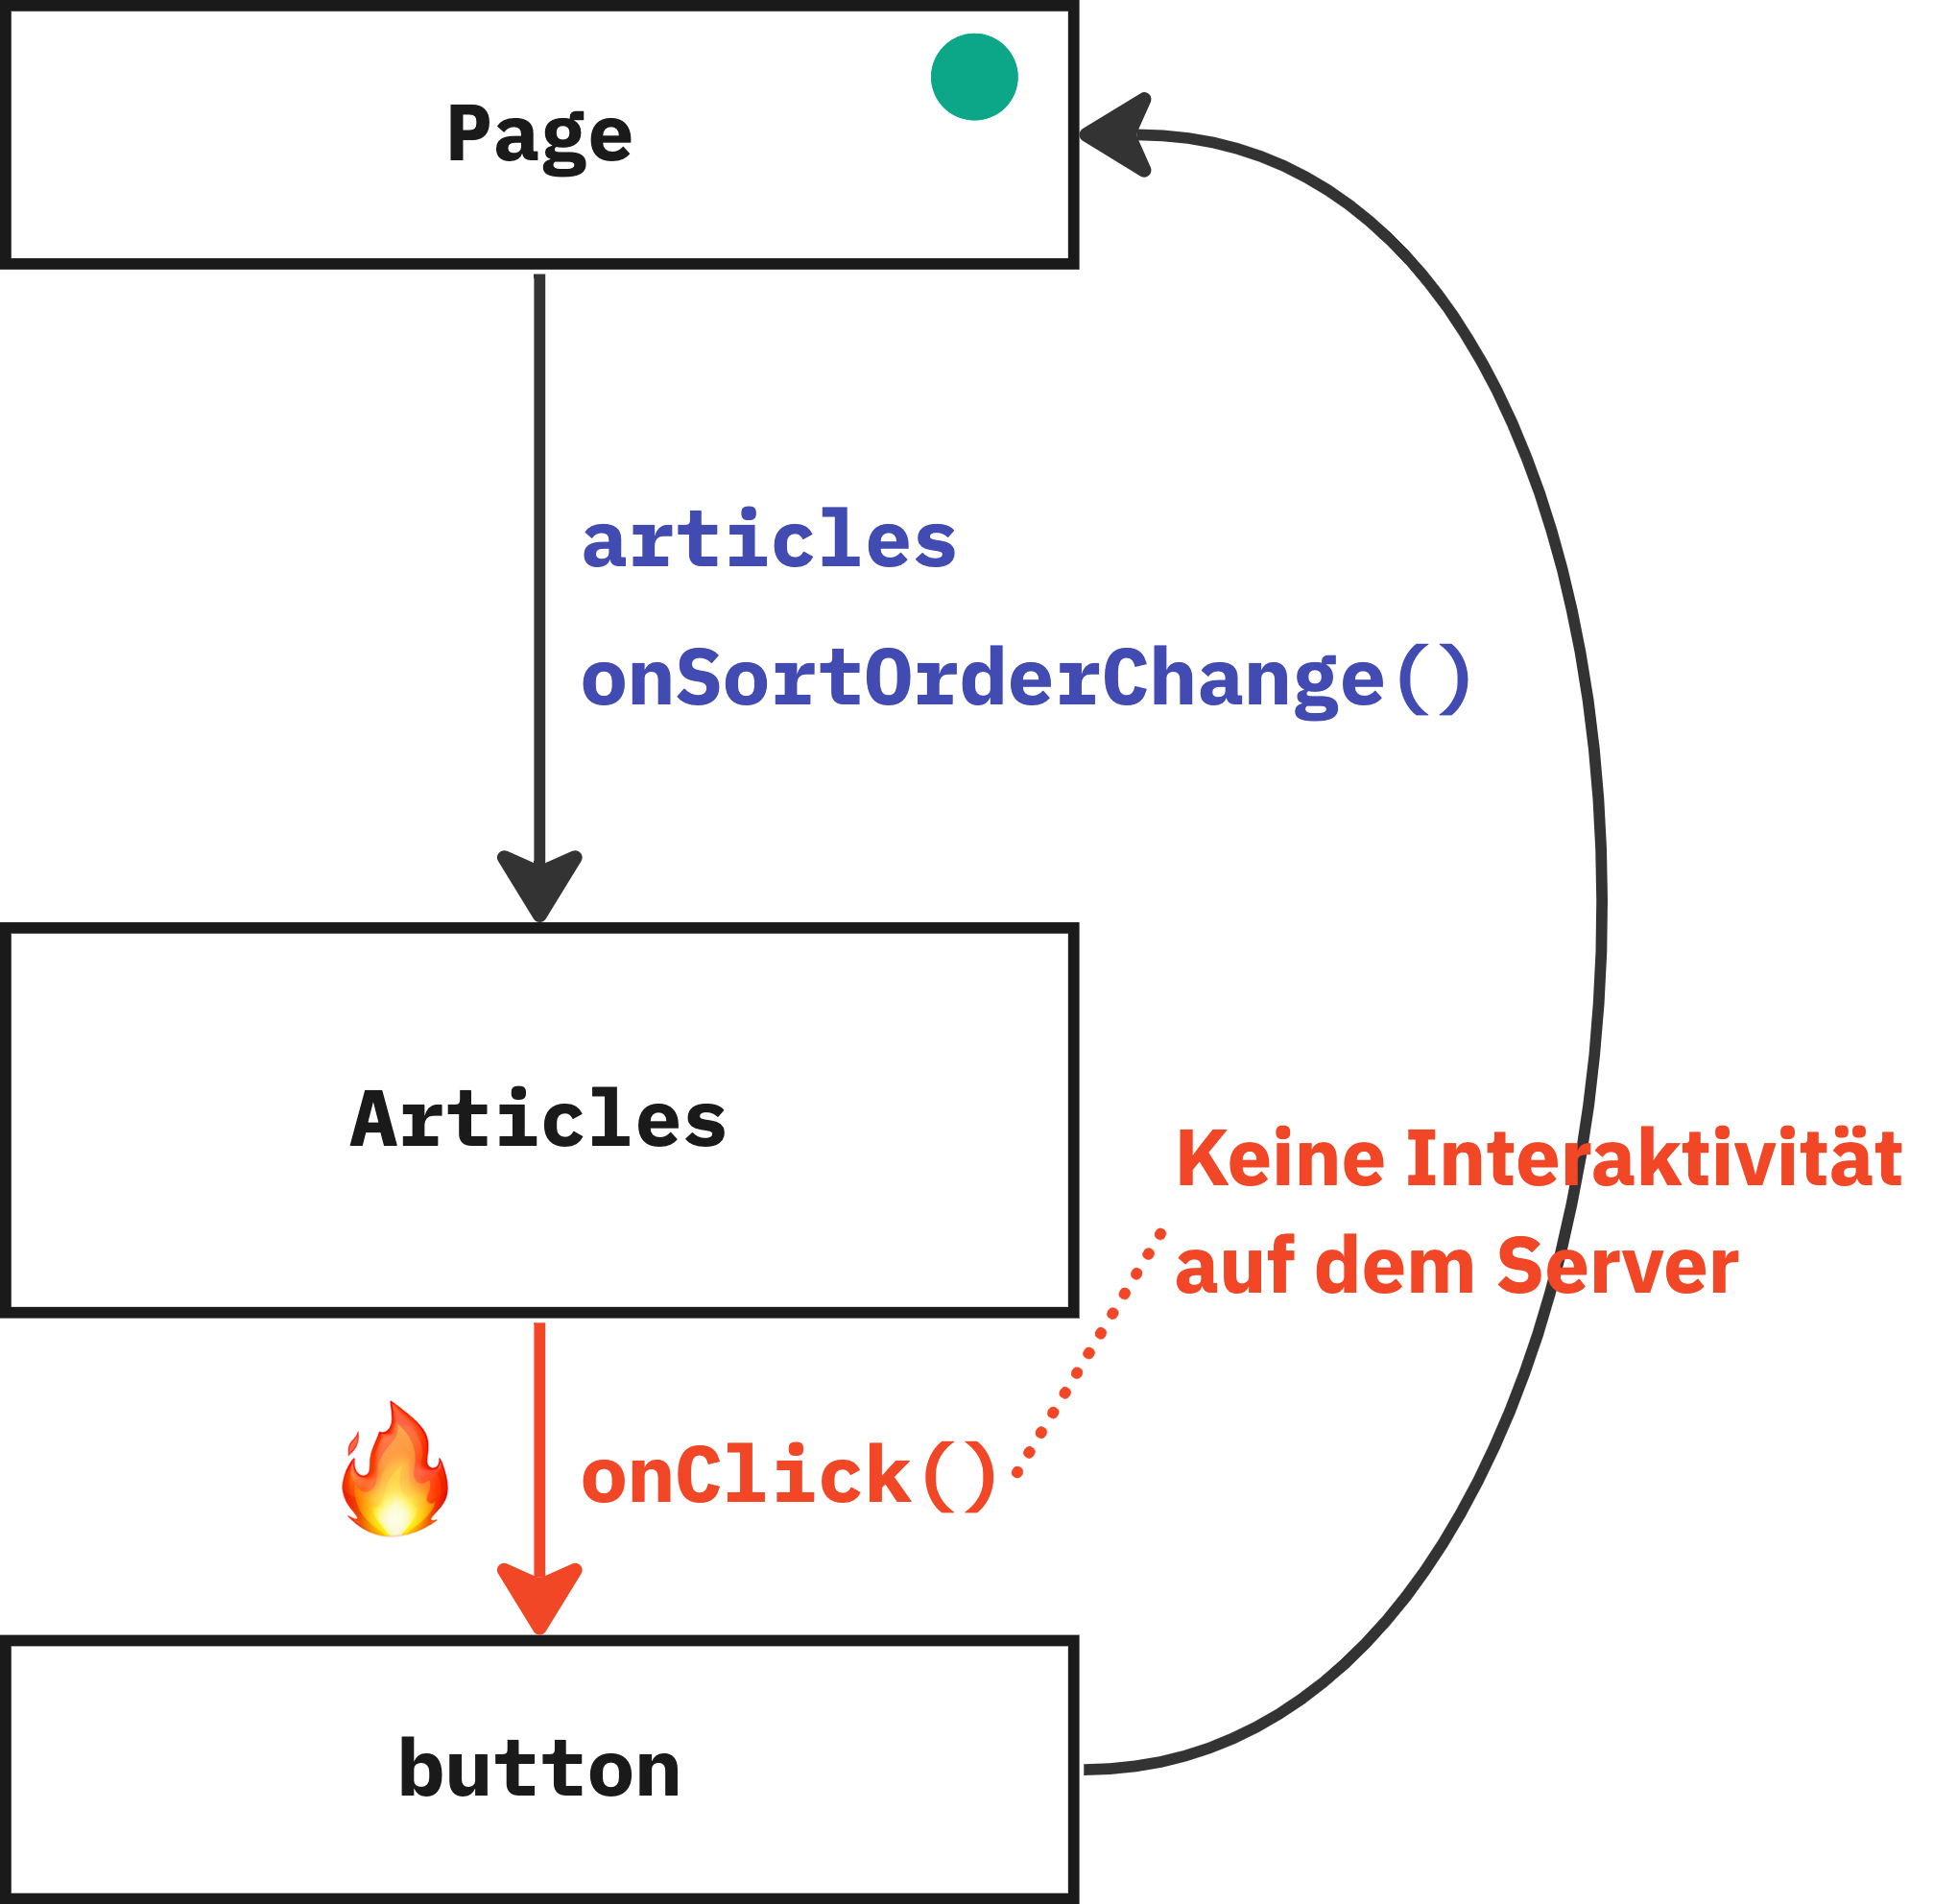 Page
articles
onSortOrderChange()
Articles
Keine Interaktivität
auf dem Server
onClick()
button